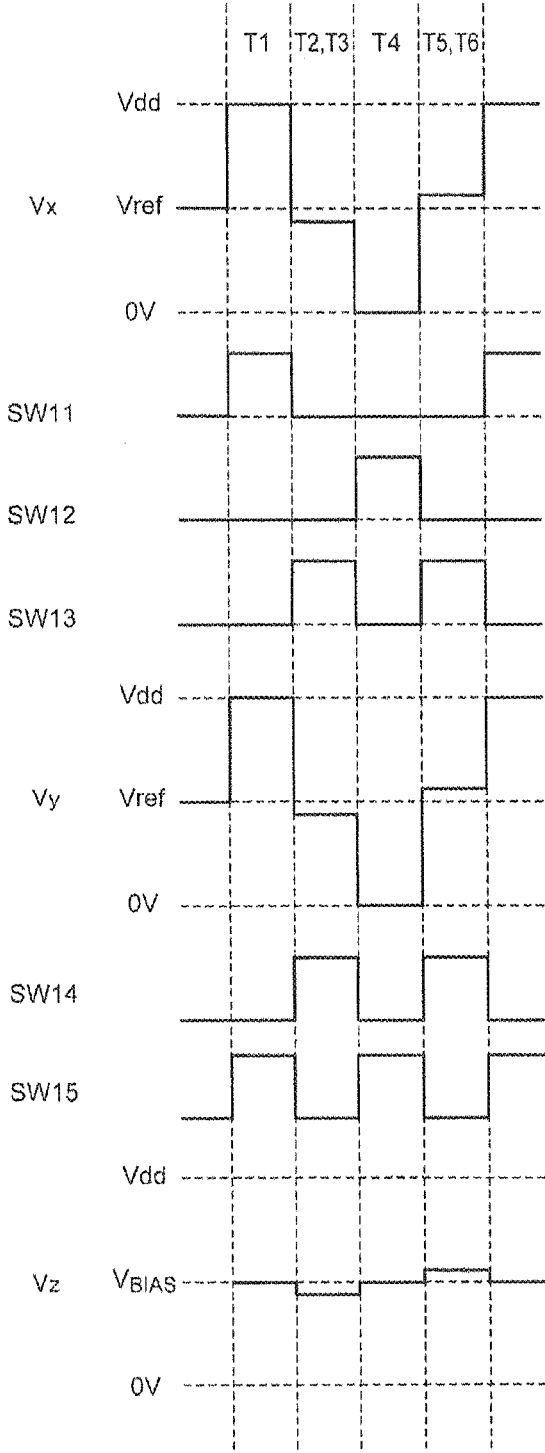 T1 T2,T3 T4 T5,T6
Vdd
Vx Vref
0V
SW11
SW12
SW13
Vdd
Vy Vref
0V
SW14
SW15
Vdd
Vz VBIAS
0V